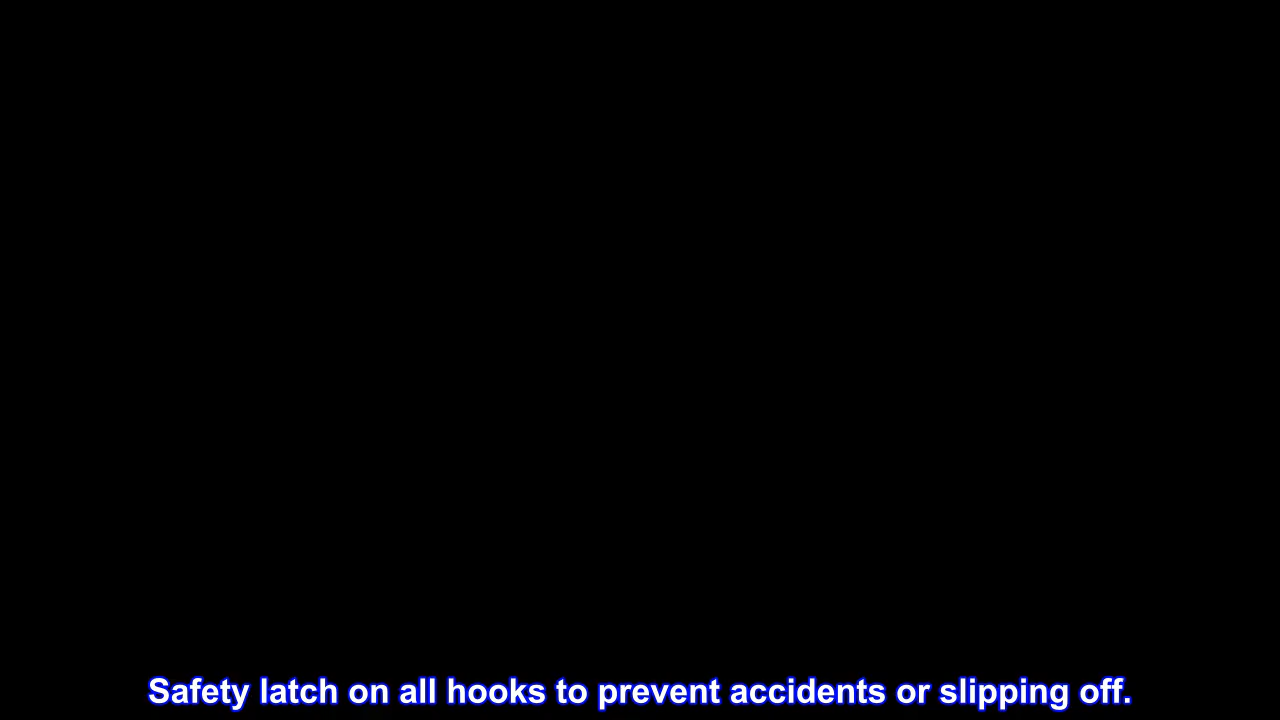 Safety latch on all hooks to prevent accidents or slipping off.